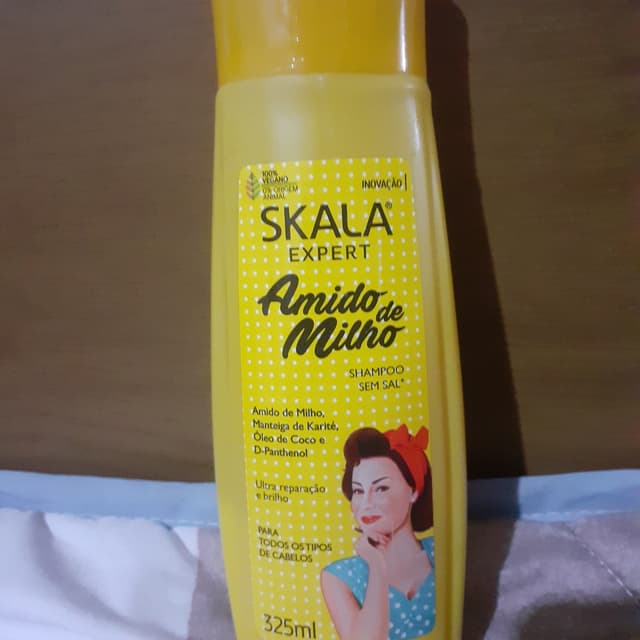 100%
VEGANO
0% ORIGEM
ANIMAL
INOVAÇÃO
SKALA®
EXPERT
Amido de
Milho
SHAMPOO
SEM SAL*
Amido de Milho,
Manteiga de Karité,
Óleo de Coco e
D-Panthenol
Ultra reparação
e brilho
PARA
TODOS OS TIPOS
DE CABELOS
325ml